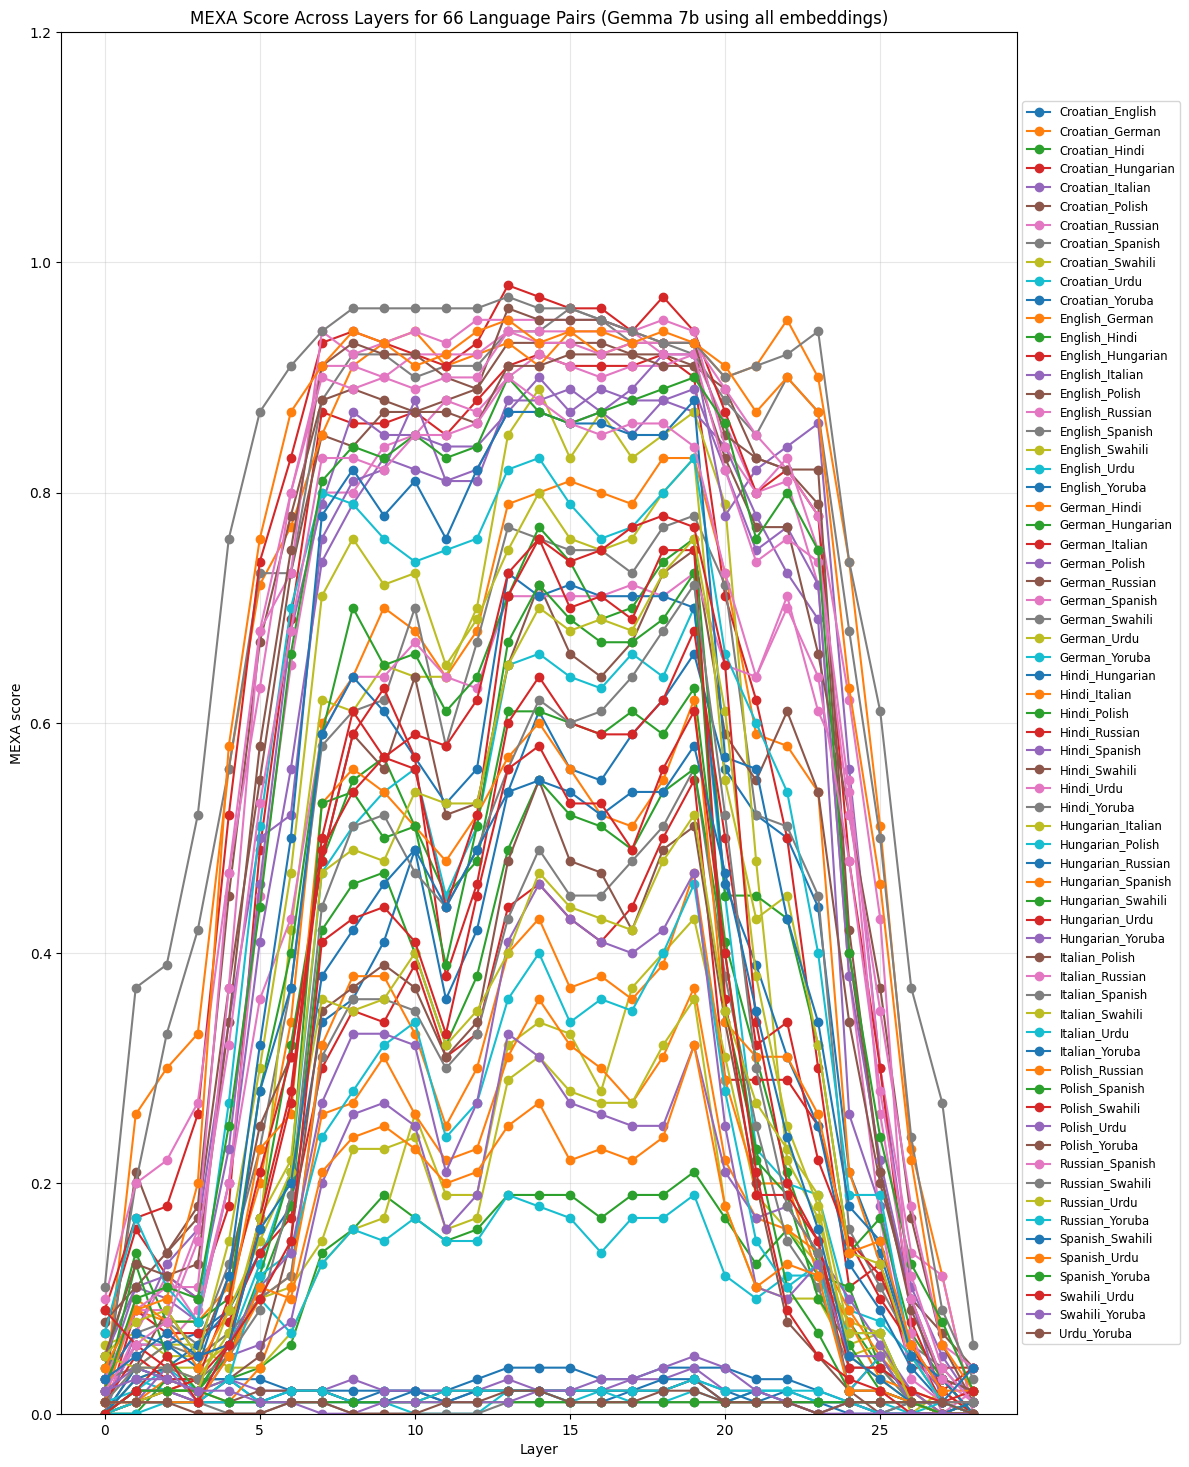 MEXA Score Across Layers for 66 Language Pairs (Gemma 7b using all embeddings)
1.2
1.0
0.8
0.6
0.4
0.2
0.0
MEXA score
0 5 10 15 20 25
Layer
Croatian_English
Croatian_German
Croatian_Hindi
Croatian_Hungarian
Croatian_Italian
Croatian_Polish
Croatian_Russian
Croatian_Spanish
Croatian_Swahili
Croatian_Urdu
Croatian_Yoruba
English_German
English_Hindi
English_Hungarian
English_Italian
English_Polish
English_Russian
English_Spanish
English_Swahili
English_Urdu
English_Yoruba
German_Hindi
German_Hungarian
German_Italian
German_Polish
German_Russian
German_Spanish
German_Swahili
German_Urdu
German_Yoruba
Hindi_Hungarian
Hindi_Italian
Hindi_Polish
Hindi_Russian
Hindi_Spanish
Hindi_Swahili
Hindi_Urdu
Hindi_Yoruba
Hungarian_Italian
Hungarian_Polish
Hungarian_Russian
Hungarian_Spanish
Hungarian_Swahili
Hungarian_Urdu
Hungarian_Yoruba
Italian_Polish
Italian_Russian
Italian_Spanish
Italian_Swahili
Italian_Urdu
Italian_Yoruba
Polish_Russian
Polish_Spanish
Polish_Swahili
Polish_Urdu
Polish_Yoruba
Russian_Spanish
Russian_Swahili
Russian_Urdu
Russian_Yoruba
Spanish_Swahili
Spanish_Urdu
Spanish_Yoruba
Swahili_Urdu
Swahili_Yoruba
Urdu_Yoruba